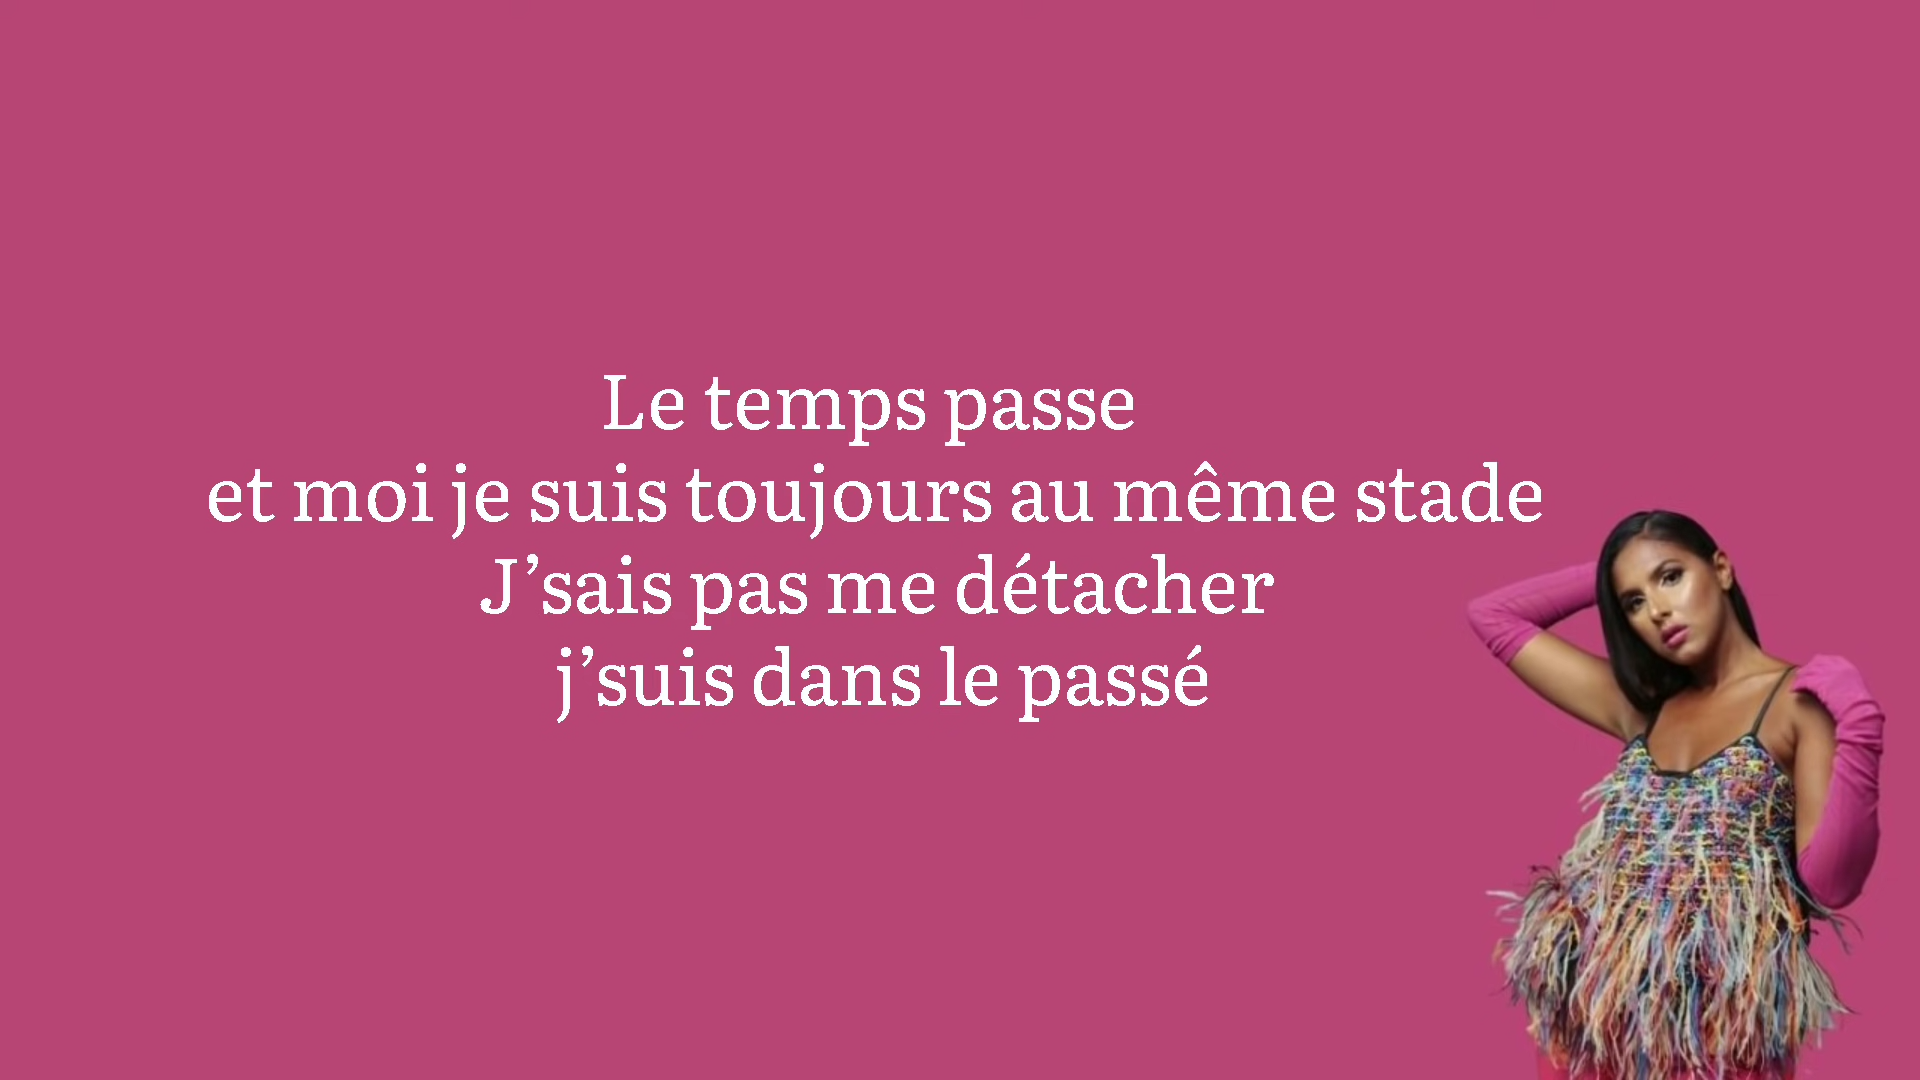 Le temps passe
et moi je suis toujours au même stade
J’sais pas me détacher
j’suis dans le passé